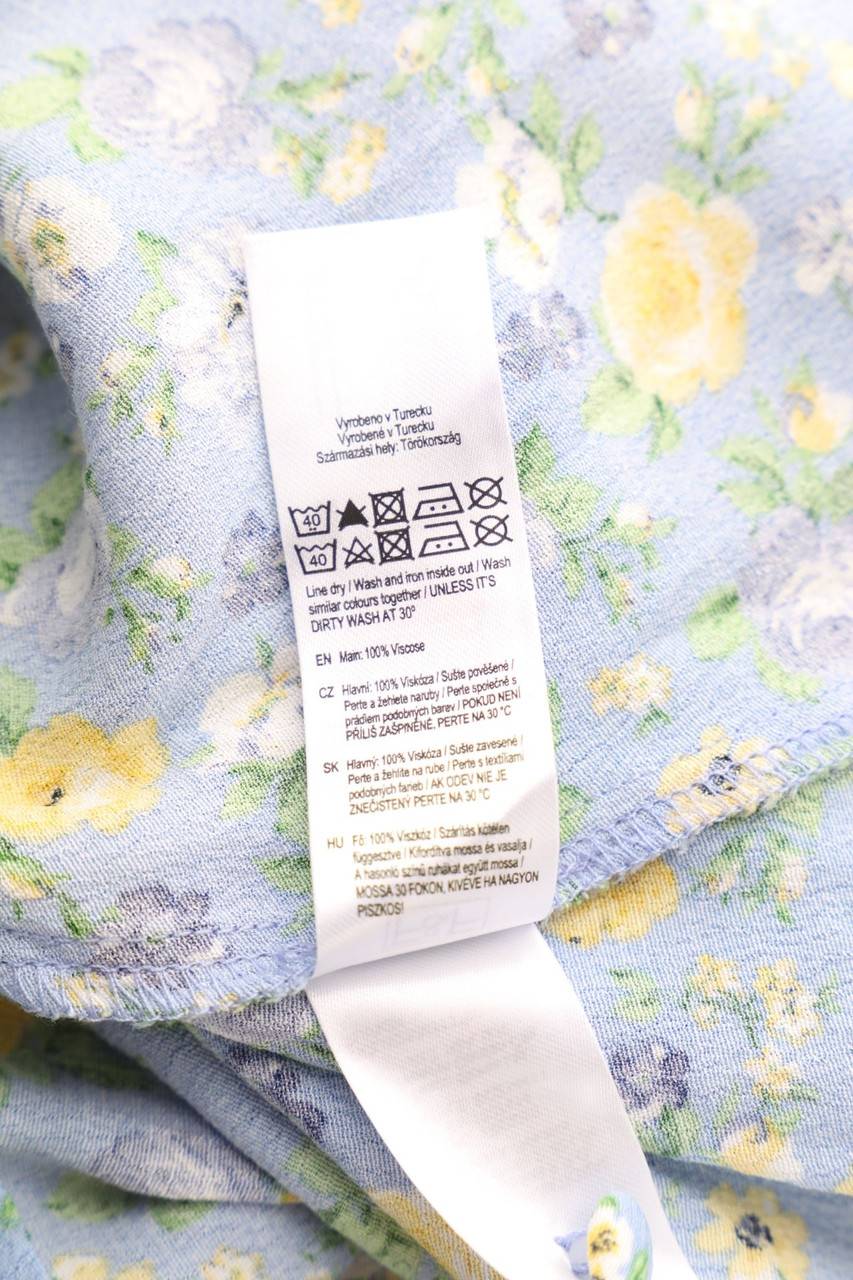 Vyrobeno v Turecku
Vyrobené v Turecku
Származási hely: Törökország
40
40
Line dry / Wash and iron inside out / Wash
similar colours together / UNLESS IT'S
DIRTY WASH AT 30º
EN Main: 100% Viscose
CZ Hlavní: 100% Viskóza / Sušte pověšené /
Perte a žehlete naruby / Perte společně s
prádlem podobných barev / POKUD NENÍ
PŘÍLIŠ ZAŠPINĚNÉ, PERTE NA 30 °C
SK Hlavný: 100% Viskóza / Sušte zavesené /
Perte a žehlite na rube / Perte s textíliami
podobných farieb / AK ODEV NIE JE
ZNEČISTENÝ PERTE NA 30 °C
HU Fő: 100% Viszkóz / Szárítás kötélen
függesztve / Kifordítva mossa és vasalja /
A hasonló színű ruhákat együtt mossa /
MOSSA 30 FOKON, KIVÉVE HA NAGYON
PISZKOS!